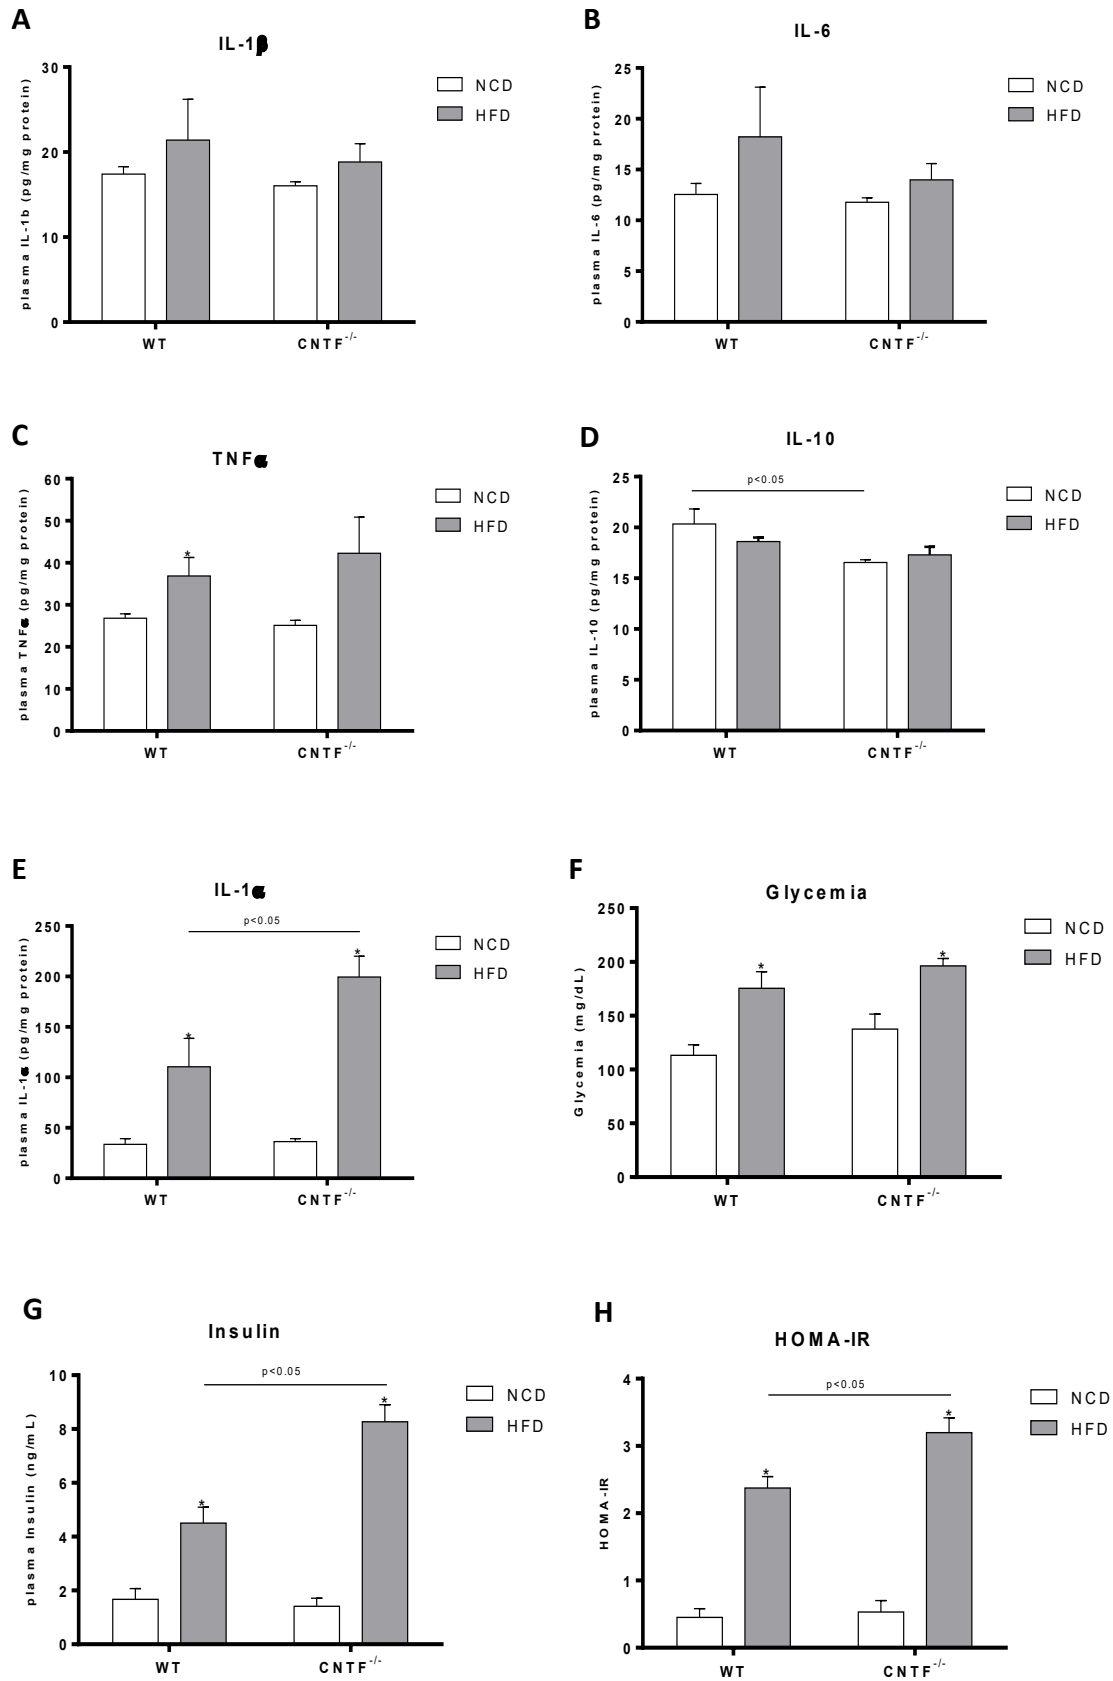 A
IL-1β
plasma IL-1b (pg/mg protein)
30
20
10
0
WT
CNTF-/-
NCD
HFD
B
IL-6
plasma IL-6 (pg/mg protein)
25
20
15
10
5
0
WT
CNTF-/-
NCD
HFD
C
TNFα
plasma TNFα (pg/mg protein)
60
50
40
30
20
10
0
*
WT
CNTF-/-
NCD
HFD
D
IL-10
plasma IL-10 (pg/mg protein)
25
20
15
10
5
0
p<0.05
WT
CNTF-/-
NCD
HFD
E
IL-1α
plasma IL-1α (pg/mg protein)
250
200
150
100
50
0
p<0.05
*
*
WT
CNTF-/-
NCD
HFD
F
Glycemia
Glycemia (mg/dL)
250
200
150
100
50
0
*
*
WT
CNTF-/-
NCD
HFD
G
Insulin
plasma Insulin (ng/mL)
10
8
6
4
2
0
p<0.05
*
*
WT
CNTF-/-
NCD
HFD
H
HOMA-IR
HOMA-IR
4
3
2
1
0
p<0.05
*
*
WT
CNTF-/-
NCD
HFD